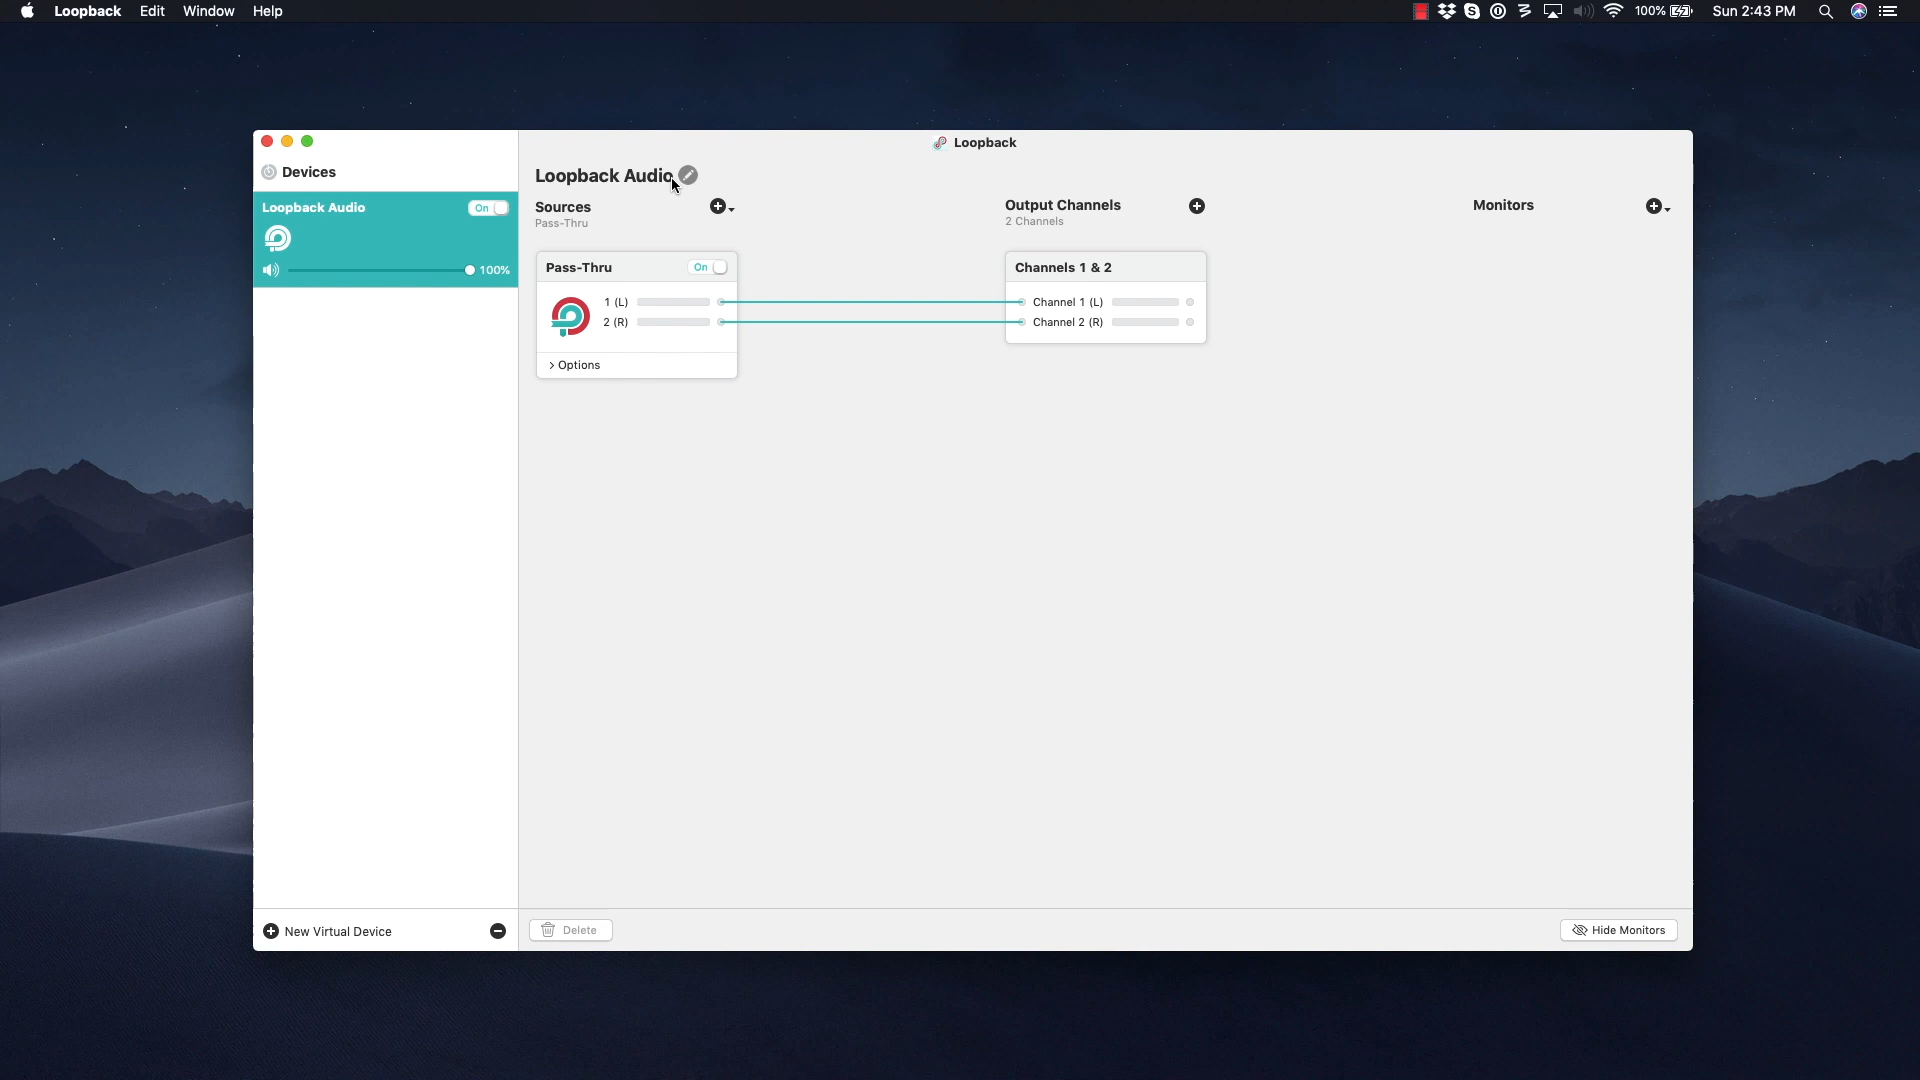 Loopback Edit Window Help 100% Sun 2:43 PM
Loopback
Devices
Loopback Audio
On
100%
Loopback Audio
Sources
Pass-Thru
Output Channels
2 Channels
Monitors
Pass-Thru On
1 (L)
2 (R)
> Options
Channels 1 & 2
Channel 1 (L)
Channel 2 (R)
New Virtual Device
Delete
Hide Monitors